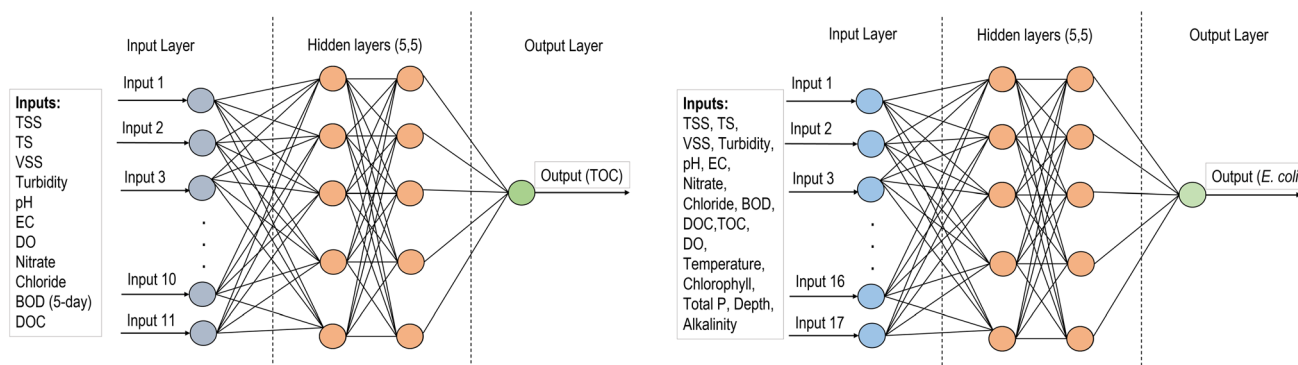 Input Layer
Hidden layers (5,5)
Output Layer
Inputs:
TSS
TS
VSS
Turbidity
pH
EC
DO
Nitrate
Chloride
BOD (5-day)
DOC
Input 1
Input 2
Input 3
.
.
.
Input 10
Input 11
Output (TOC)
Input Layer
Hidden layers (5,5)
Output Layer
Inputs:
TSS, TS,
VSS, Turbidity,
pH, EC,
Nitrate,
Chloride, BOD,
DOC,TOC,
DO,
Temperature,
Chlorophyll,
Total P, Depth,
Alkalinity
Input 1
Input 2
Input 3
.
.
.
Input 16
Input 17
Output (E. coli